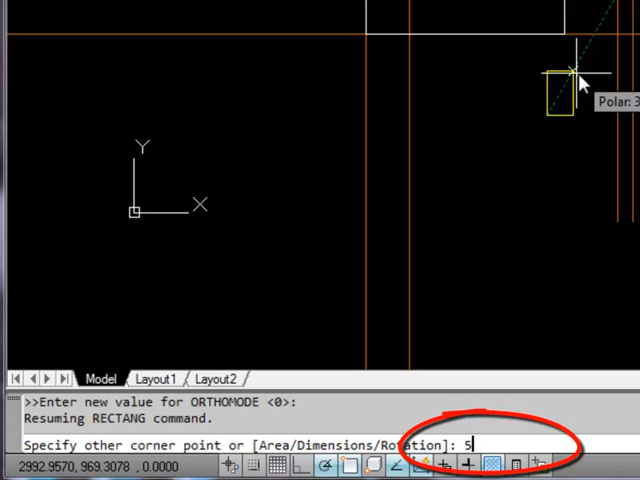 Polar: 3
Y
X
Model Layout1 Layout2
>>Enter new value for ORTHOMODE <0>:
Resuming RECTANG command.
Specify other corner point or [Area/Dimensions/Rotation]: 5
2992.9570, 969.3078 , 0.0000